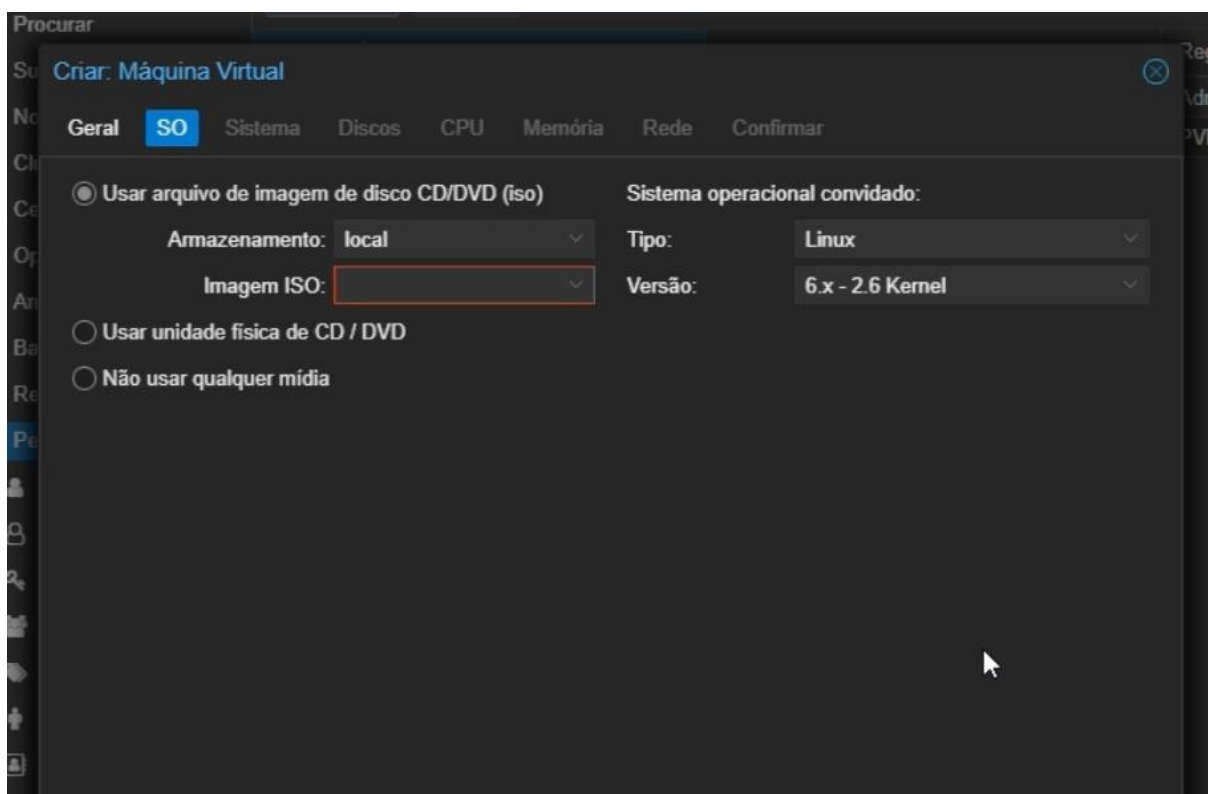 Procurar
Criar: Máquina Virtual
Geral SO Sistema Discos CPU Memória Rede Confirmar
Usar arquivo de imagem de disco CD/DVD (iso)
Sistema operacional convidado:
Armazenamento: local
Tipo: Linux
Imagem ISO:
Versão: 6.x - 2.6 Kernel
Usar unidade física de CD / DVD
Não usar qualquer mídia